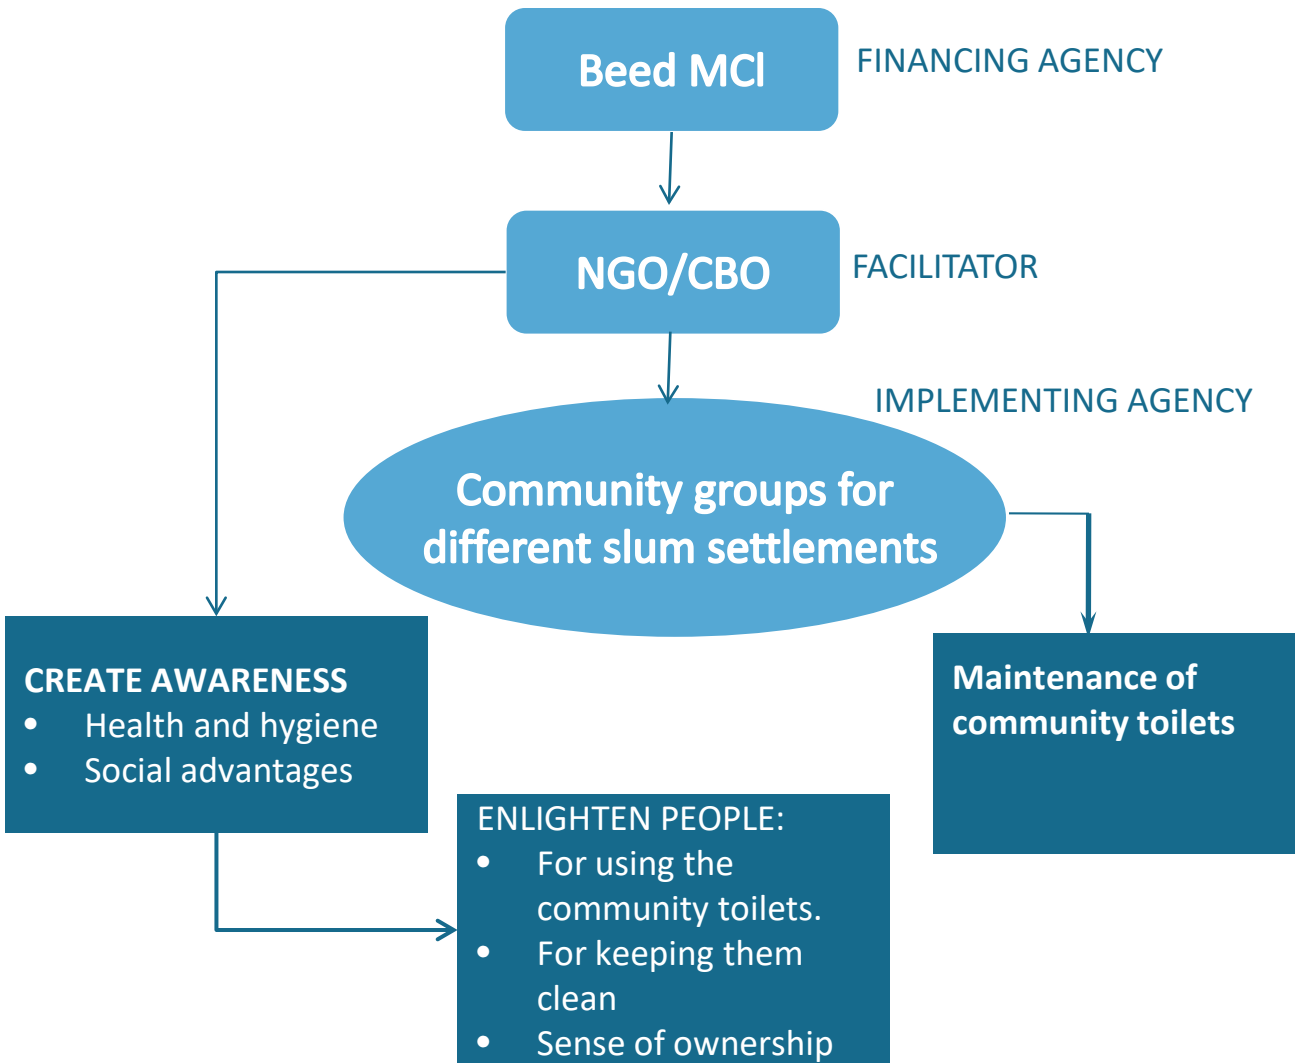 Beed MCl
FINANCING AGENCY
NGO/CBO
FACILITATOR
IMPLEMENTING AGENCY
Community groups for
different slum settlements
CREATE AWARENESS
• Health and hygiene
• Social advantages
Maintenance of
community toilets
ENLIGHTEN PEOPLE:
• For using the
community toilets.
• For keeping them
clean
• Sense of ownership